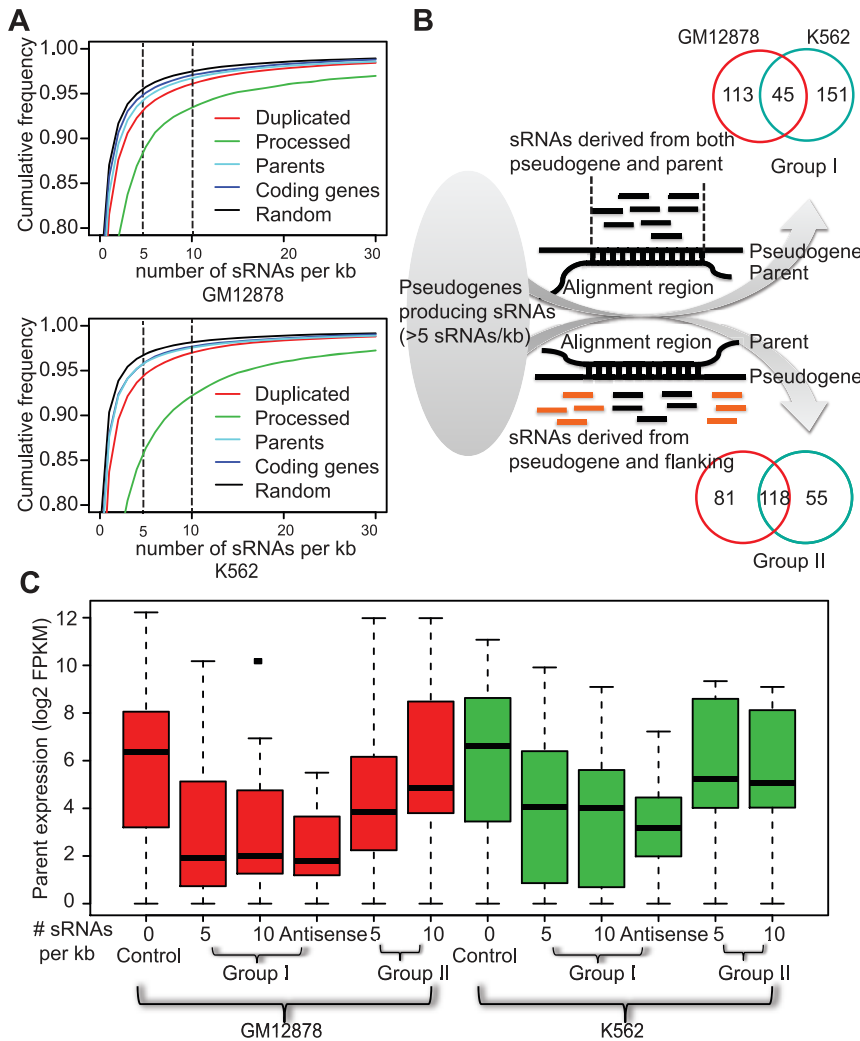 A
Cumulative frequency
1.00
0.95
0.90
0.85
0.80
Duplicated
Processed
Parents
Coding genes
Random
0 5 10 20 30
number of sRNAs per kb
GM12878
Cumulative frequency
1.00
0.95
0.90
0.85
0.80
Duplicated
Processed
Parents
Coding genes
Random
0 5 10 20 30
number of sRNAs per kb
K562
B
GM12878 K562
113 45 151
Group I
sRNAs derived from both
pseudogene and parent
Pseudogene
Parent
Alignment region
Pseudogenes
producing sRNAs
(>5 sRNAs/kb)
Alignment region
Parent
Pseudogene
sRNAs derived from
pseudogene and flanking
81 118 55
Group II
C
Parent expression (log2 FPKM)
12
10
8
6
4
2
0
# sRNAs
per kb
0 5 10 Antisense 5 10 0 5 10 Antisense 5 10
Control Group I Group II Control Group I Group II
GM12878 K562